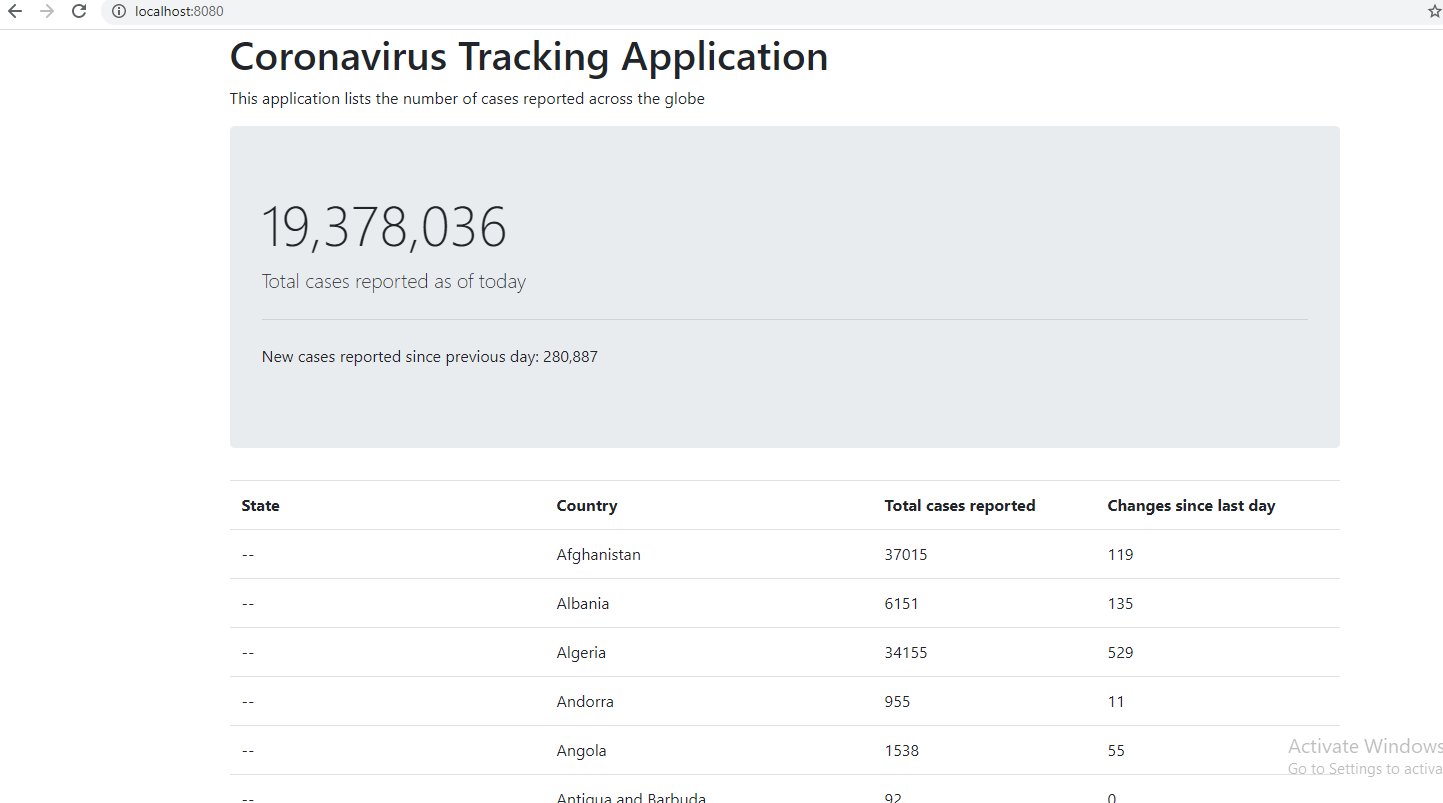 localhost:8080
Coronavirus Tracking Application
This application lists the number of cases reported across the globe
19,378,036
Total cases reported as of today
New cases reported since previous day: 280,887
State Country Total cases reported Changes since last day
-- Afghanistan 37015 119
-- Albania 6151 135
-- Algeria 34155 529
-- Andorra 955 11
-- Angola 1538 55
Activate Windows
Go to Settings to activa
-- Antigua and Barbuda 92 0